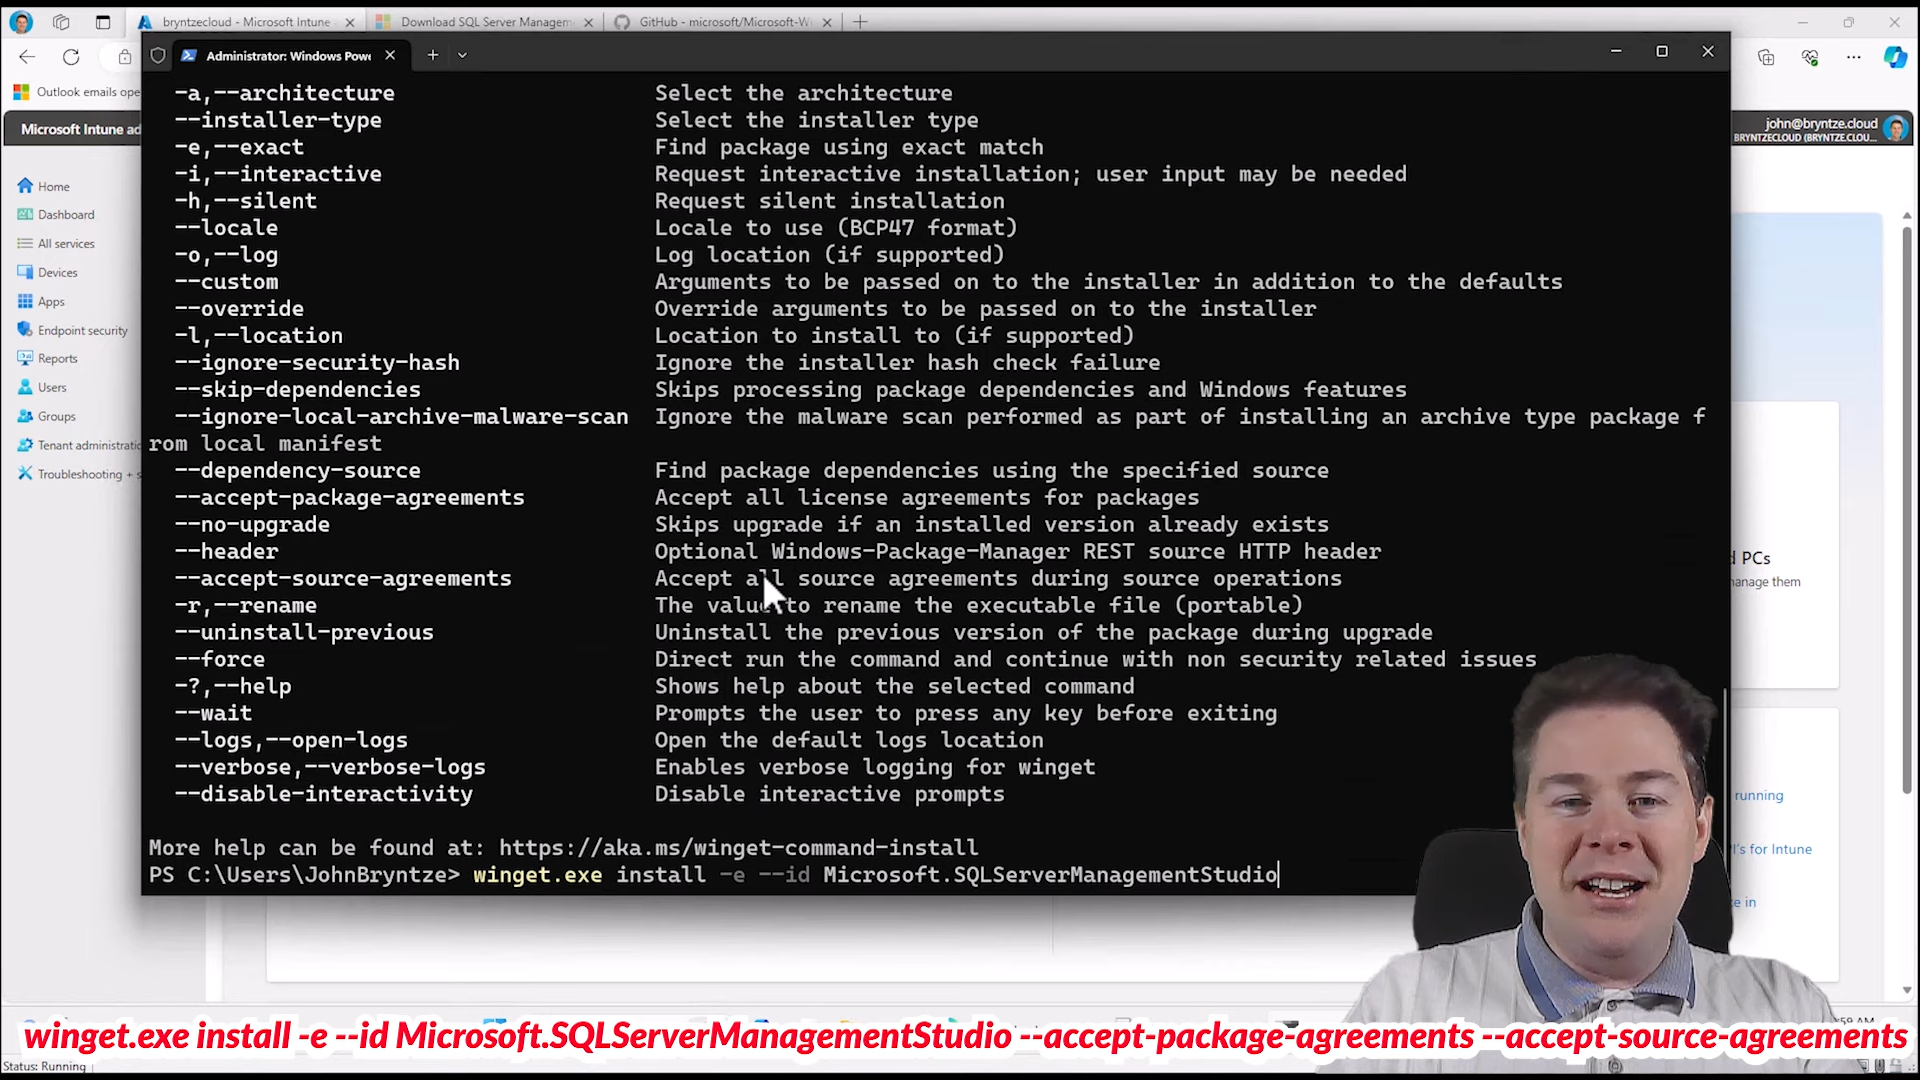 bryntzecloud - Microsoft Intune
Download SQL Server Managem
GitHub - microsoft/Microsoft-W
Administrator: Windows Powe
Outlook emails ope
Microsoft Intune ad
john@bryntze.cloud
BRYNTZECLOUD (BRYNTZE.CLOU...
Home
Dashboard
All services
Devices
Apps
Endpoint security
Reports
Users
Groups
Tenant administratio
Troubleshooting + s
-a,--architecture Select the architecture
--installer-type Select the installer type
-e,--exact Find package using exact match
-i,--interactive Request interactive installation; user input may be needed
-h,--silent Request silent installation
--locale Locale to use (BCP47 format)
-o,--log Log location (if supported)
--custom Arguments to be passed on to the installer in addition to the defaults
--override Override arguments to be passed on to the installer
-l,--location Location to install to (if supported)
--ignore-security-hash Ignore the installer hash check failure
--skip-dependencies Skips processing package dependencies and Windows features
--ignore-local-archive-malware-scan Ignore the malware scan performed as part of installing an archive type package f
rom local manifest
--dependency-source Find package dependencies using the specified source
--accept-package-agreements Accept all license agreements for packages
--no-upgrade Skips upgrade if an installed version already exists
--header Optional Windows-Package-Manager REST source HTTP header
--accept-source-agreements Accept all source agreements during source operations
-r,--rename The value to rename the executable file (portable)
--uninstall-previous Uninstall the previous version of the package during upgrade
--force Direct run the command and continue with non security related issues
-?,--help Shows help about the selected command
--wait Prompts the user to press any key before exiting
--logs,--open-logs Open the default logs location
--verbose,--verbose-logs Enables verbose logging for winget
--disable-interactivity Disable interactive prompts
More help can be found at: https://aka.ms/winget-command-install
PS C:\Users\JohnBryntze> winget.exe install -e --id Microsoft.SQLServerManagementStudio
d PCs
anage them
running
I's for Intune
ce in
winget.exe install -e --id Microsoft.SQLServerManagementStudio --accept-package-agreements --accept-source-agreements
Status: Running